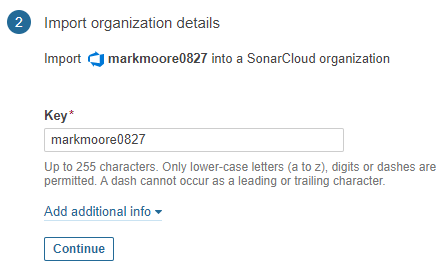 2 Import organization details
Import markmoore0827 into a SonarCloud organization
Key*
markmoore0827
Up to 255 characters. Only lower-case letters (a to z), digits or dashes are
permitted. A dash cannot occur as a leading or trailing character.
Add additional info
Continue